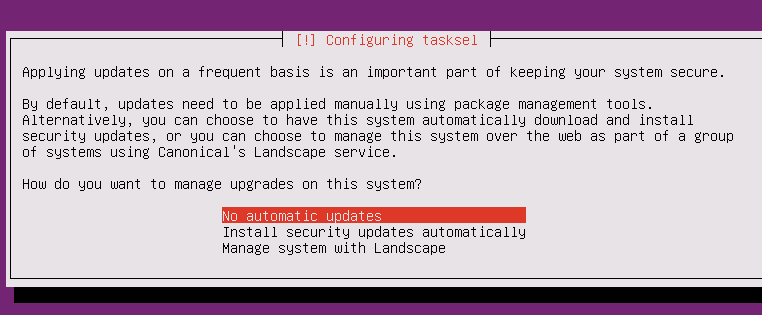 [!] Configuring tasksel
Applying updates on a frequent basis is an important part of keeping your system secure.
By default, updates need to be applied manually using package management tools.
Alternatively, you can choose to have this system automatically download and install
security updates, or you can choose to manage this system over the web as part of a group
of systems using Canonical's Landscape service.
How do you want to manage upgrades on this system?
No automatic updates
Install security updates automatically
Manage system with Landscape